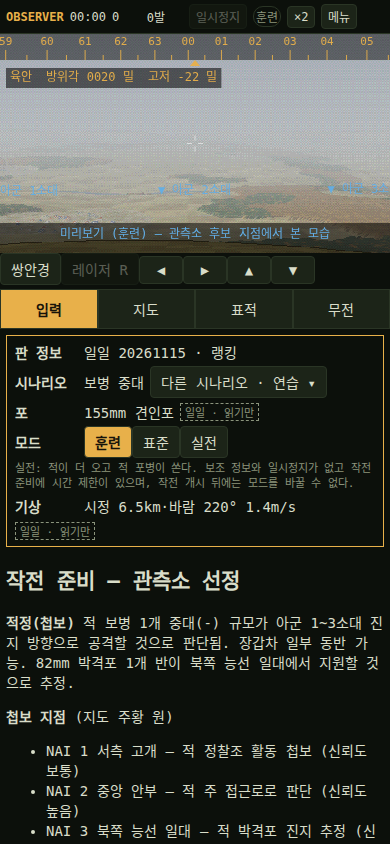 OBSERVER 00:00 0 0발 일시정지 훈련 ×2 메뉴
59 60 61 62 63 00 01 02 03 04 05
육안 방위각 0020 밀 고저 -22 밀
미리보기 (훈련) — 관측소 후보 지점에서 본 모습
쌍안경 레이저 R ◀ ▶ ▲ ▼
입력 지도 표적 무전
판 정보 일일 20261115 · 랭킹
시나리오 보병 중대 다른 시나리오 · 연습 ▾
포 155mm 견인포 일일 · 읽기만
모드 훈련 표준 실전
실전: 적이 더 오고 적 포병이 쏜다. 보조 정보와 일시정지가 없고 작전
준비에 시간 제한이 있으며, 작전 개시 뒤에는 모드를 바꿀 수 없다.
기상 시정 6.5km·바람 220° 1.4m/s
일일 · 읽기만
작전 준비 — 관측소 선정
적정(첩보) 적 보병 1개 중대(-) 규모가 아군 1~3소대 진
지 방향으로 공격할 것으로 판단됨. 장갑차 일부 동반 가
능. 82mm 박격포 1개 반이 북쪽 능선 일대에서 지원할 것
으로 추정.
첩보 지점 (지도 주황 원)
• NAI 1 서측 고개 — 적 정찰조 활동 첩보 (신뢰도
보통)
• NAI 2 중앙 안부 — 적 주 접근로로 판단 (신뢰도
높음)
• NAI 3 북쪽 능선 일대 — 적 박격포 진지 추정 (신